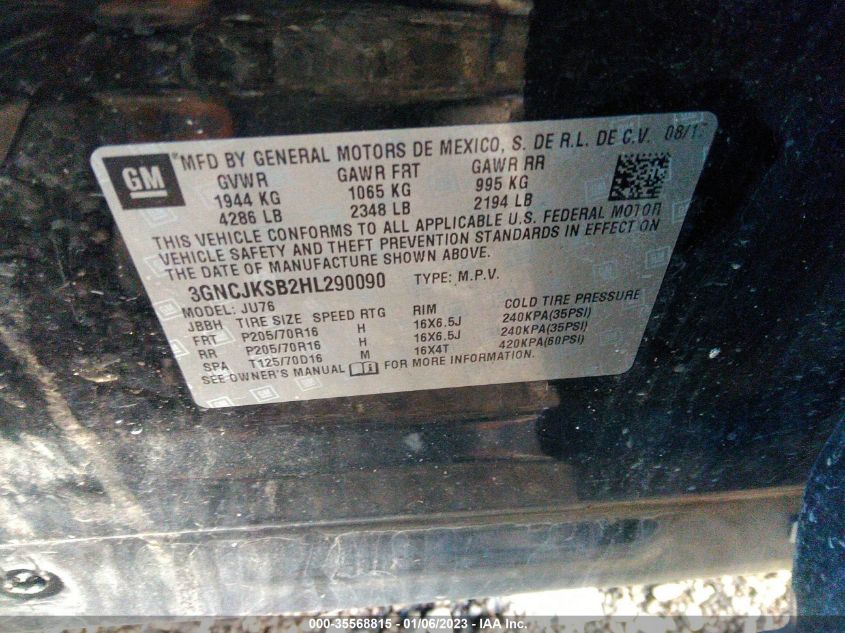 GM
*MFD BY GENERAL MOTORS DE MEXICO, S. DE R.L. DE C.V.
GVWR GAWR FRT GAWR RR
1944 KG 1065 KG 995 KG
4286 LB 2348 LB 2194 LB
THIS VEHICLE CONFORMS TO ALL APPLICABLE U.S. FEDERAL MOTOR
VEHICLE SAFETY AND THEFT PREVENTION STANDARDS IN EFFECT ON
THE DATE OF MANUFACTURE SHOWN ABOVE.
3GNCJKSB2HL290090 TYPE: M.P.V.
MODEL: JU76
JBBH TIRE SIZE SPEED RTG RIM COLD TIRE PRESSURE
FRT P205/70R16 H 16X6.5J 240KPA(35PSI)
RR P205/70R16 H 16X6.5J 240KPA(35PSI)
SPA T125/70D16 M 16X4T 420KPA(60PSI)
SEE OWNER'S MANUAL FOR MORE INFORMATION.
000-35568815 - 01/06/2023 - IAA Inc.